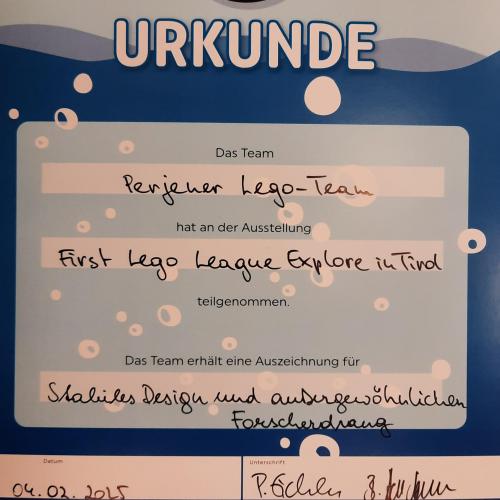 URKUNDE
Das Team
Perjener Lego-Team
hat an der Ausstellung
First Lego League Explore in Tirol
teilgenommen.
Das Team erhält eine Auszeichnung für
Stabiles Design und außergewöhnlichen
Forscherdrang
Datum
Unterschrift
04.02.2025